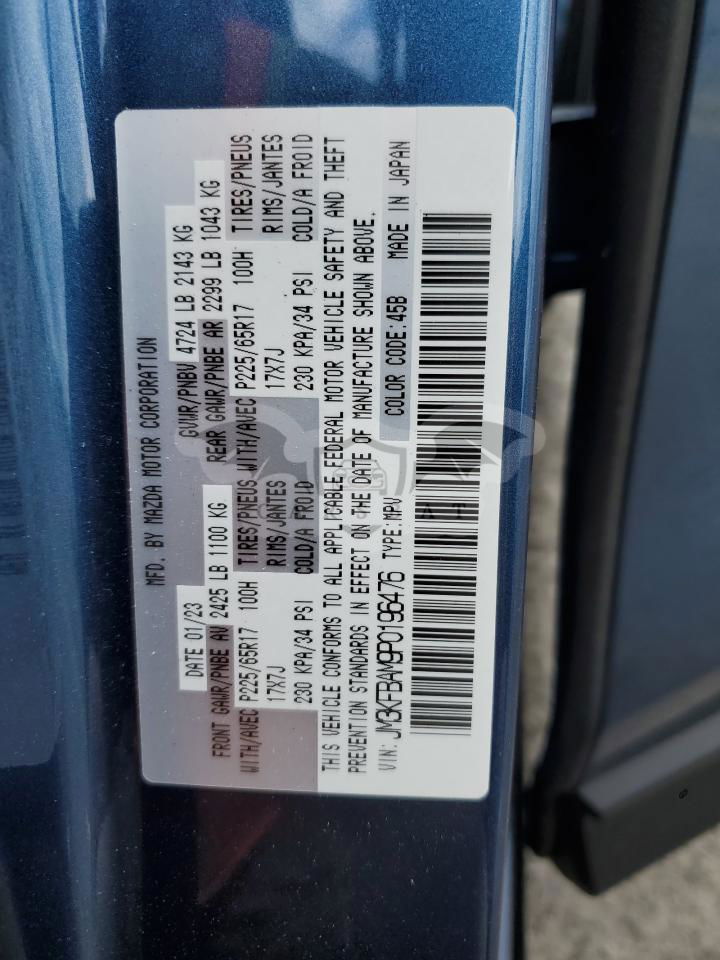 MFD. BY MAZDA MOTOR CORPORATION
DATE 01/23 GVWR/PNBV 4724 LB 2143 KG
FRONT GAWR/PNBE AV 2425 LB 1100 KG REAR GAWR/PNBE AR 2299 LB 1043 KG
WITH/AVEC P225/65R17 100H TIRES/PNEUS WITH/AVEC P225/65R17 100H TIRES/PNEUS
17X7J RIMS/JANTES 17X7J RIMS/JANTES
230 KPA/34 PSI COLD/A FROID 230 KPA/34 PSI COLD/A FROID
THIS VEHICLE CONFORMS TO ALL APPLICABLE FEDERAL MOTOR VEHICLE SAFETY AND THEFT
PREVENTION STANDARDS IN EFFECT ON THE DATE OF MANUFACTURE SHOWN ABOVE.
VIN: JM3KFBAM9P0196476 TYPE:MPV COLOR CODE:45B MADE IN JAPAN